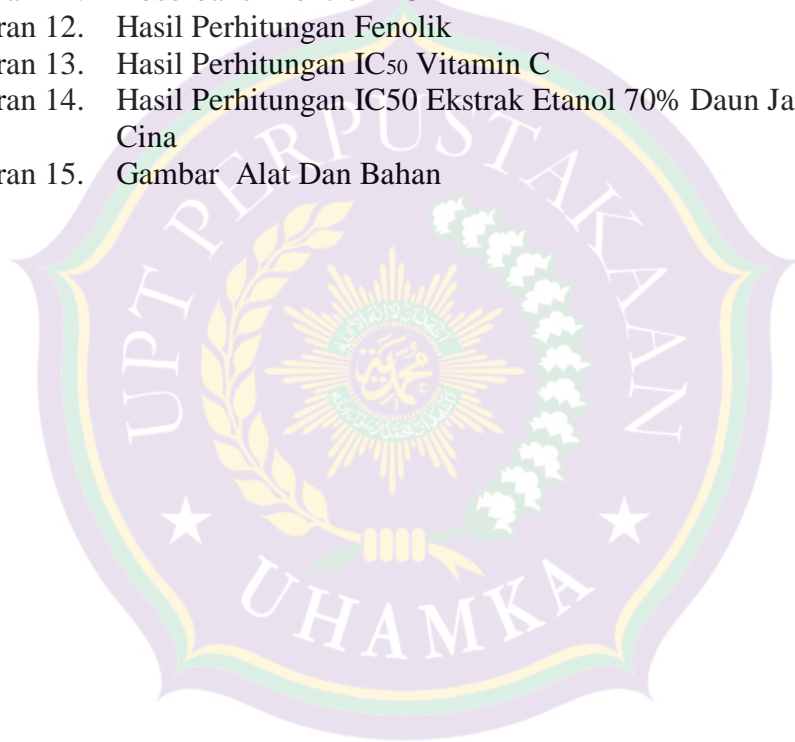 ran 12. Hasil Perhitungan Fenolik
ran 13. Hasil Perhitungan IC50 Vitamin C
ran 14. Hasil Perhitungan IC50 Ekstrak Etanol 70% Daun Ja
Cina
ran 15. Gambar Alat Dan Bahan
UPT PERPUSTAKAAN
UHAMKA